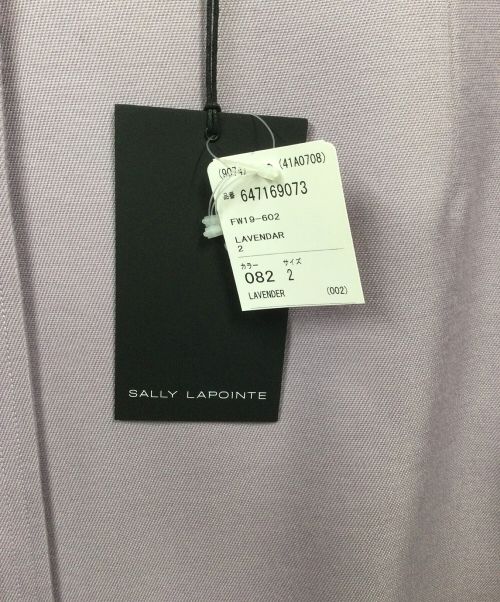 (41A0708)
品番 647169073
FW19-602
LAVENDAR
2
カラー サイズ
082 2
LAVENDER (002)
SALLY LAPOINTE